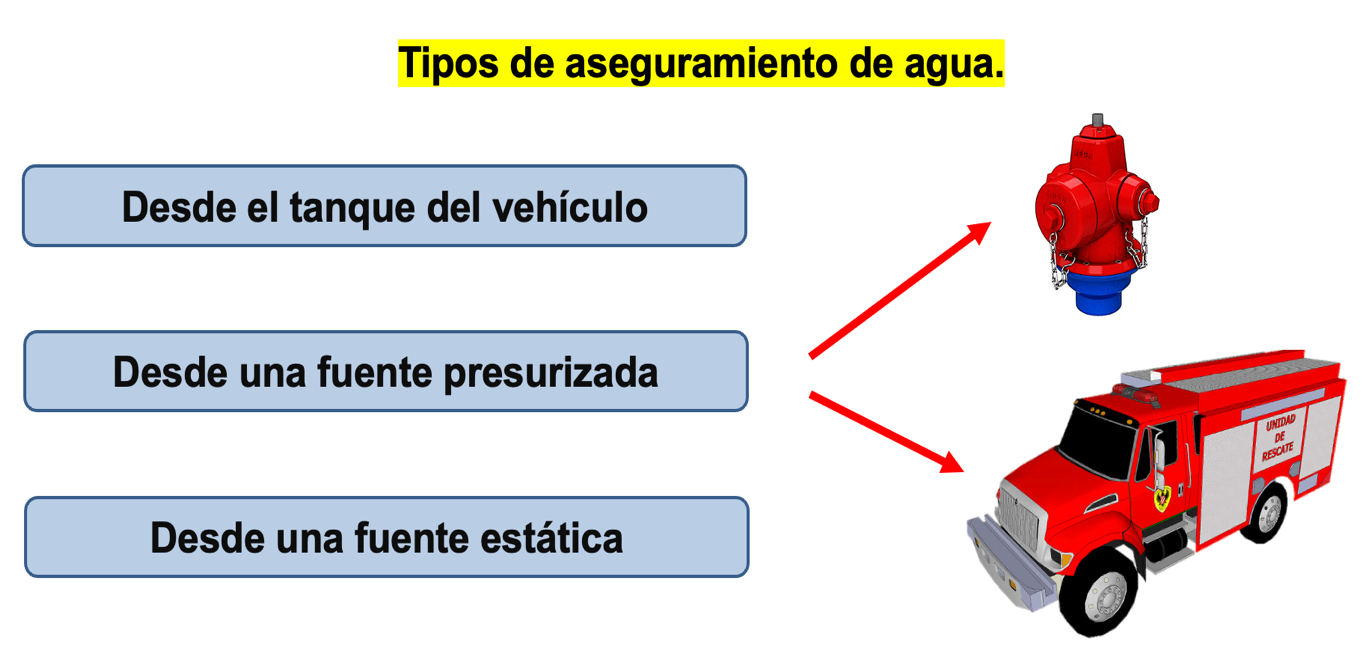 Tipos de aseguramiento de agua.
Desde el tanque del vehículo
Desde una fuente presurizada
Desde una fuente estática
UNIDAD
DE
RESCATE